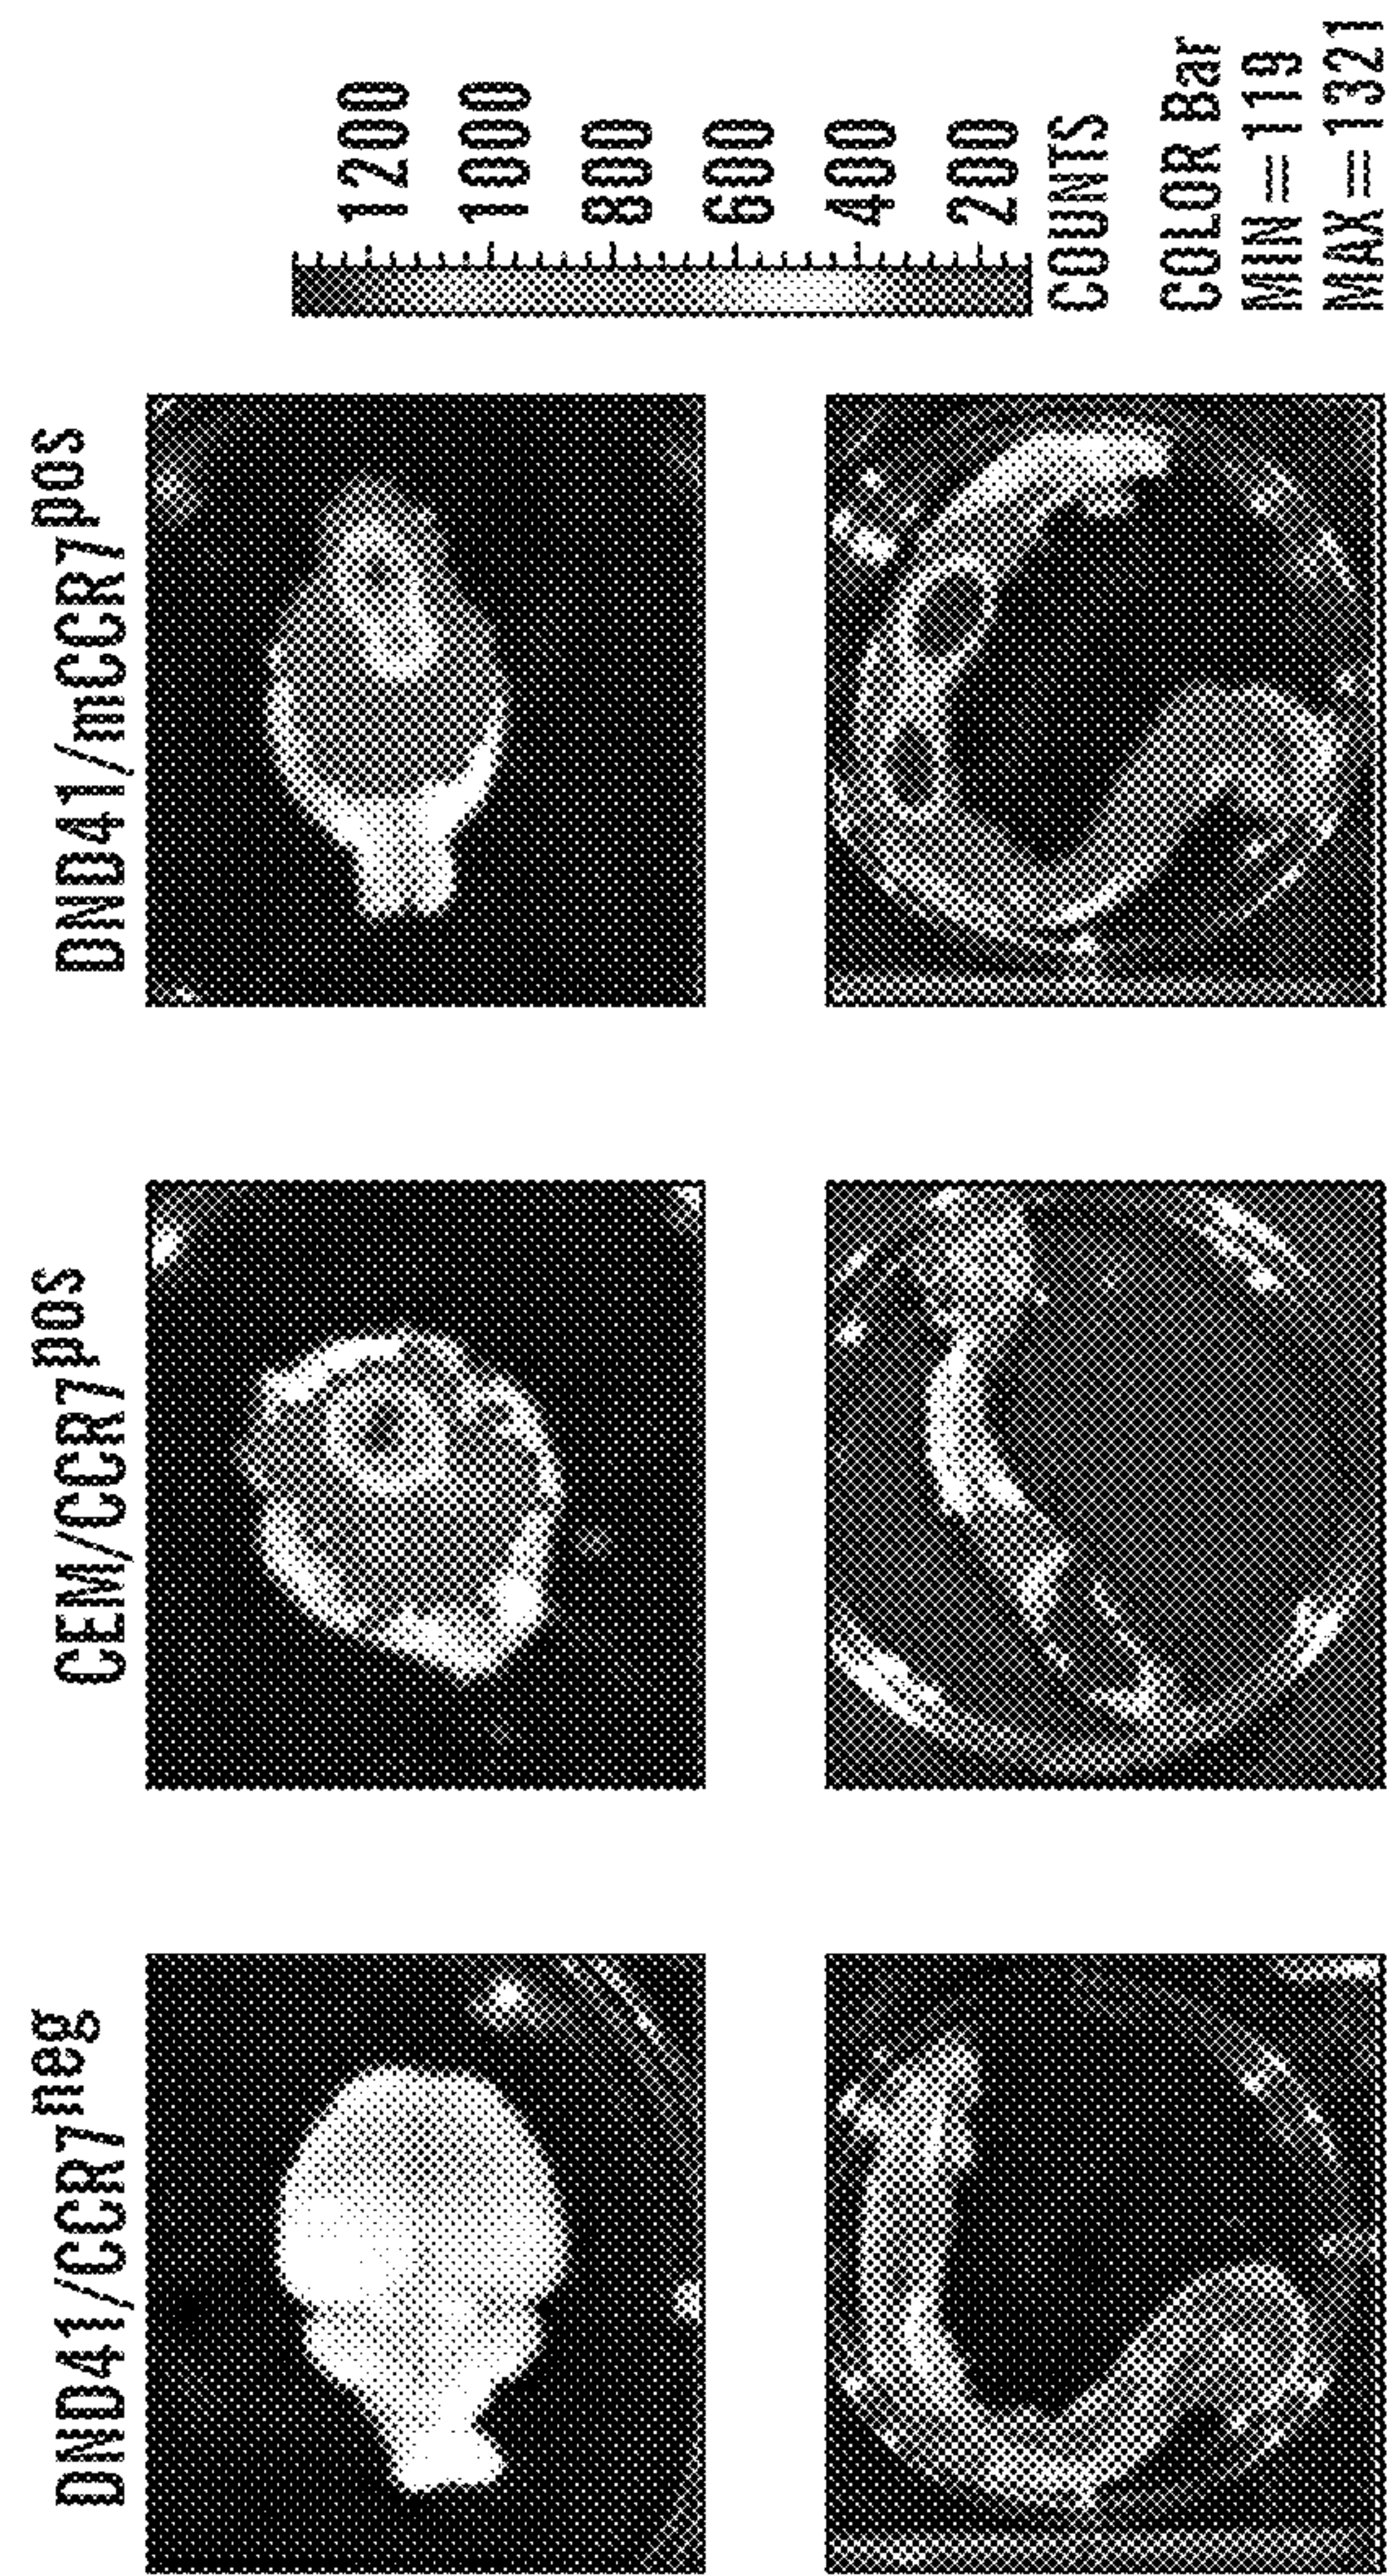 DND41/CCR7neg
CEM/CCR7pos
DND41/mCCR7pos
1200
1000
800
600
400
200
COUNTS
COLOR Bar
MIN=119
MAX=1321